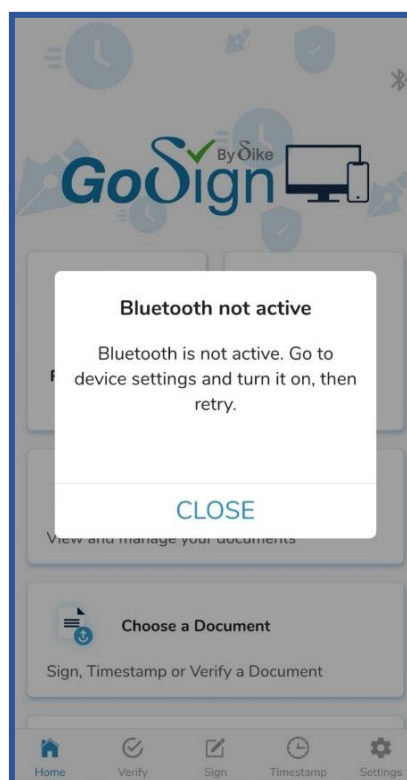 By δike
GoSign
Bluetooth not active
Bluetooth is not active. Go to
device settings and turn it on, then
retry.
CLOSE
View and manage your documents
Choose a Document
Sign, Timestamp or Verify a Document
Home Verify Sign Timestamp Settings